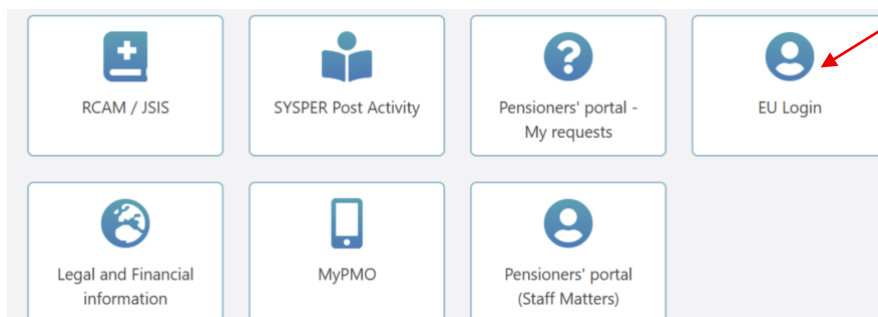 RCAM / JSIS
SYSPER Post Activity
Pensioners' portal -
My requests
EU Login
Legal and Financial
information
MyPMO
Pensioners' portal
(Staff Matters)